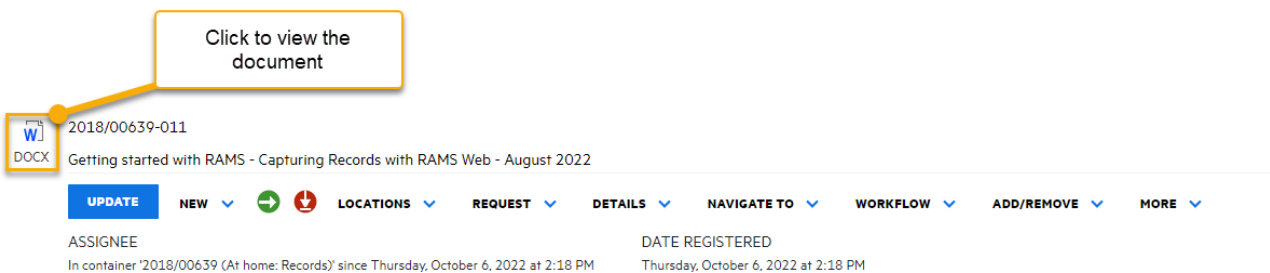 Click to view the
document
W
DOCX
2018/00639-011
Getting started with RAMS - Capturing Records with RAMS Web - August 2022
UPDATE NEW LOCATIONS REQUEST DETAILS NAVIGATE TO WORKFLOW ADD/REMOVE MORE
ASSIGNEE DATE REGISTERED
In container '2018/00639 (At home: Records)' since Thursday, October 6, 2022 at 2:18 PM Thursday, October 6, 2022 at 2:18 PM